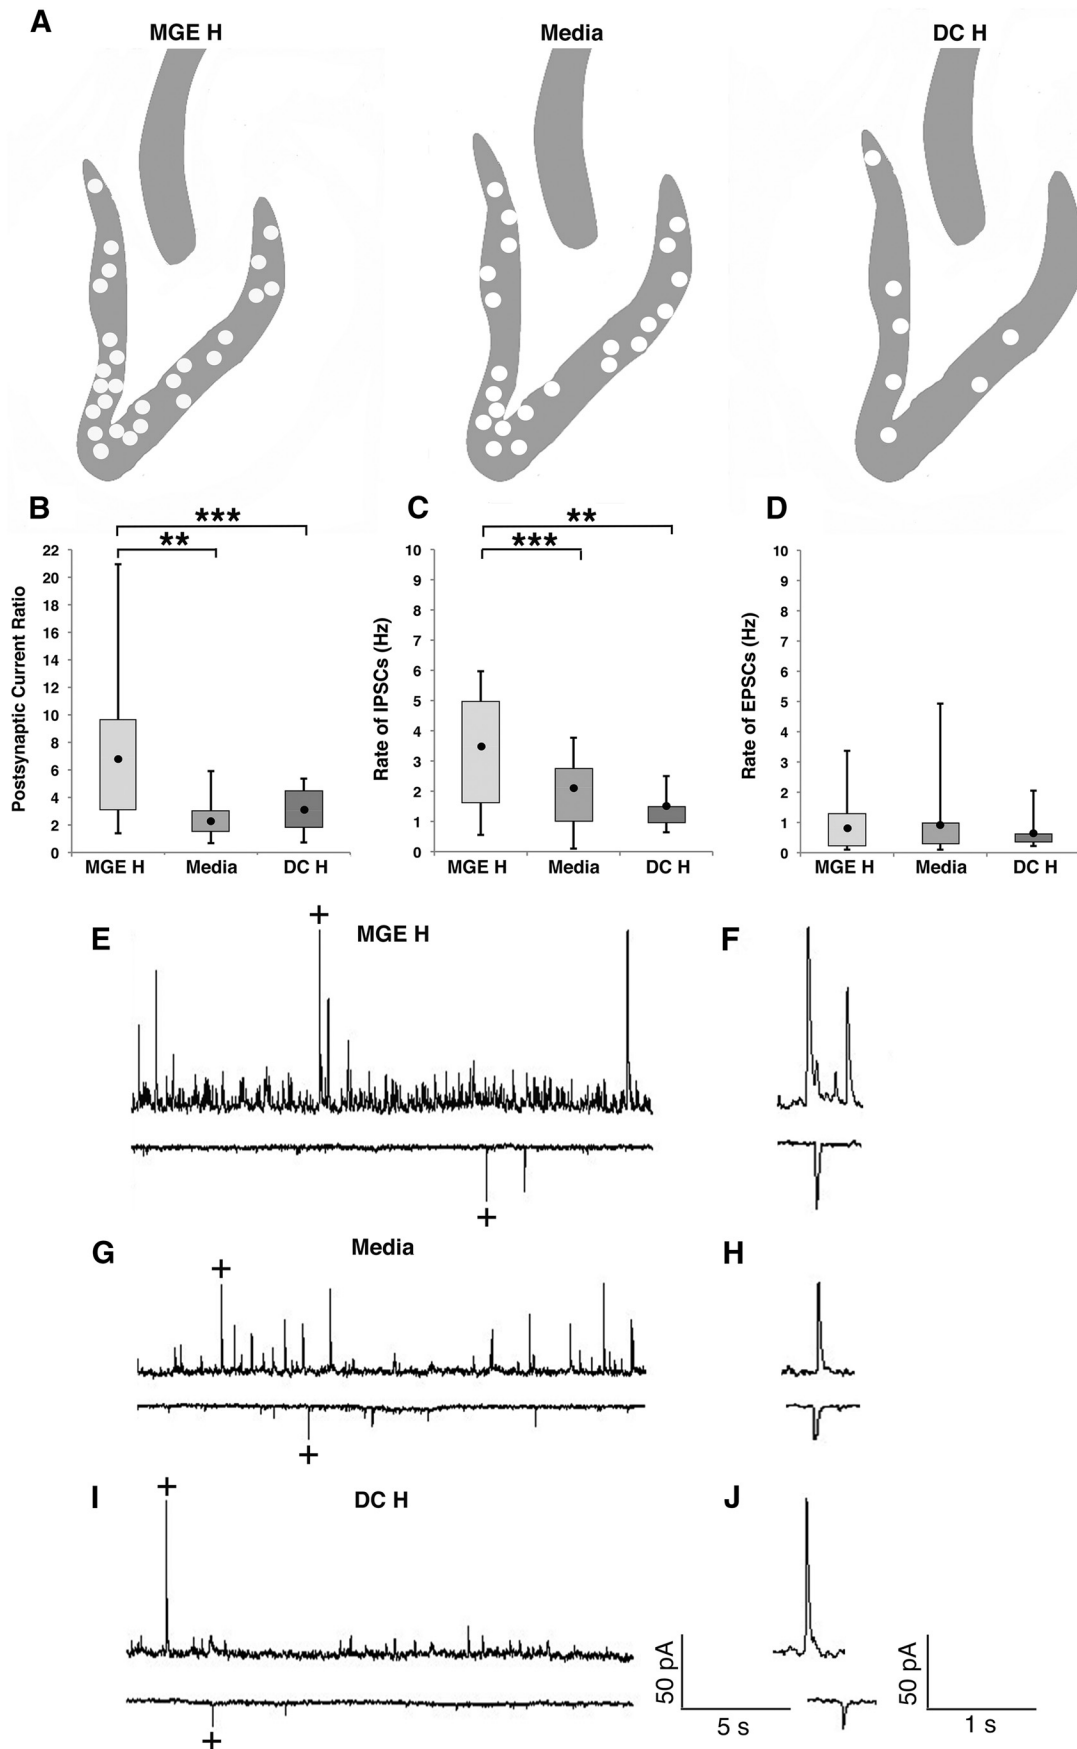 A
MGE H
Media
DC H
B
***
**
Postsynaptic Current Ratio
22
20
18
16
14
12
10
8
6
4
2
0
MGE H
Media
DC H
C
**
***
Rate of IPSCs (Hz)
10
9
8
7
6
5
4
3
2
1
0
MGE H
Media
DC H
D
Rate of EPSCs (Hz)
10
9
8
7
6
5
4
3
2
1
0
MGE H
Media
DC H
E
+
MGE H
+
F
G
+
Media
+
H
I
+
DC H
+
J
50 pA
5 s
50 pA
1 s